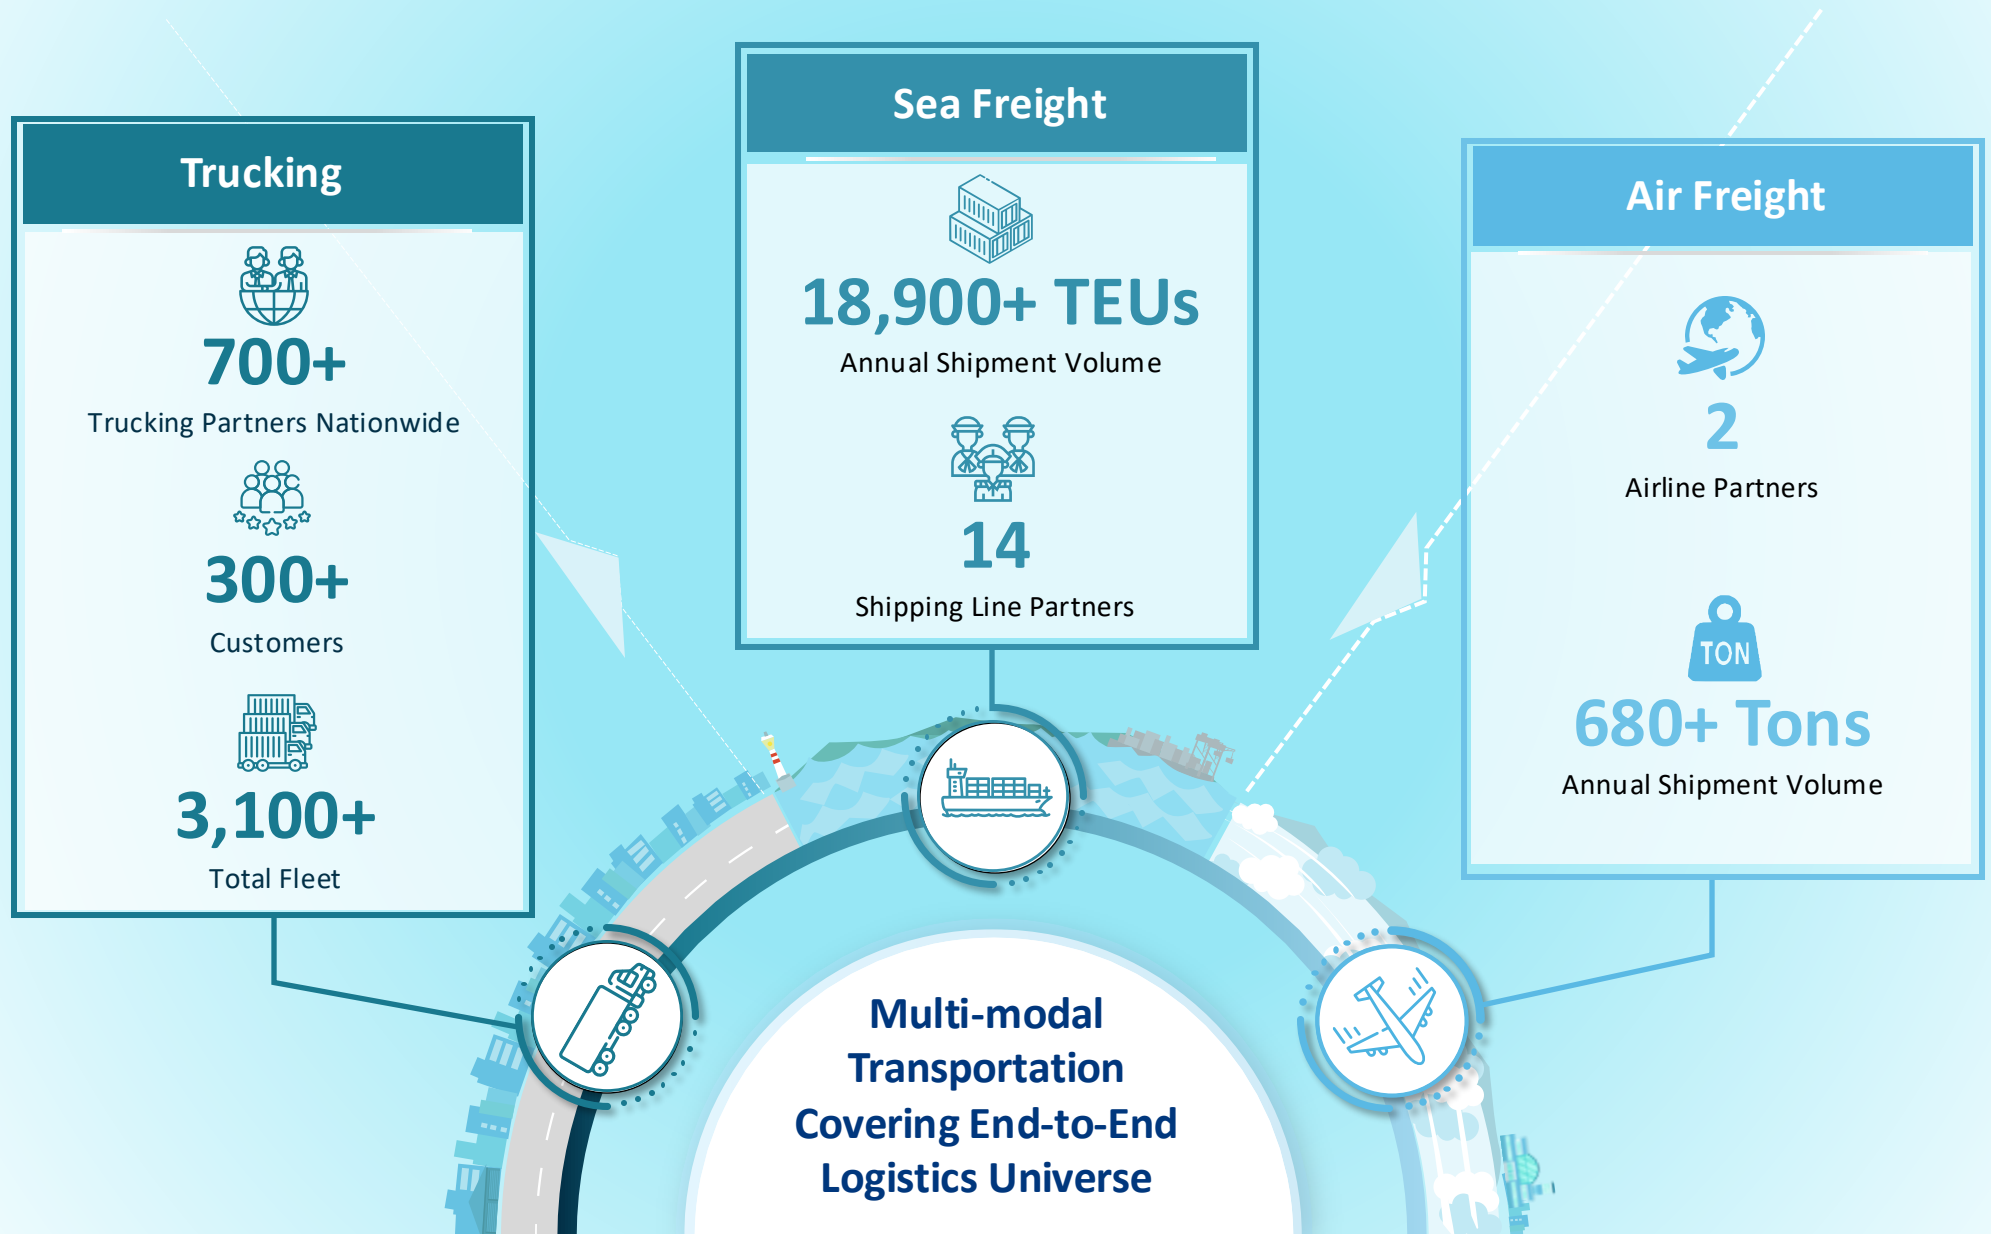 Trucking
700+
Trucking Partners Nationwide
300+
Customers
3,100+
Total Fleet
Sea Freight
18,900+ TEUs
Annual Shipment Volume
14
Shipping Line Partners
Air Freight
2
Airline Partners
TON
680+ Tons
Annual Shipment Volume
Multi-modal
Transportation
Covering End-to-End
Logistics Universe